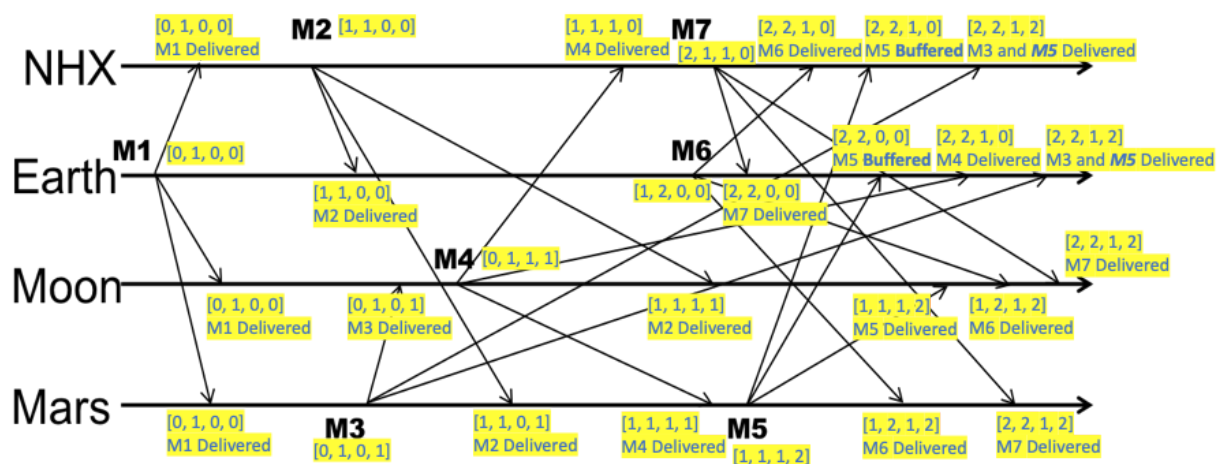 [0, 1, 0, 0]
M1 Delivered
M2 [1, 1, 0, 0]
[1, 1, 1, 0]
M4 Delivered
M7
[2, 1, 1, 0]
[2, 2, 1, 0]
M6 Delivered
[2, 2, 1, 0]
M5 Buffered
[2, 2, 1, 2]
M3 and M5 Delivered
NHX
M1 [0, 1, 0, 0]
M6
[2, 2, 0, 0]
M5 Buffered
[2, 2, 1, 0]
M4 Delivered
[2, 2, 1, 2]
M3 and M5 Delivered
Earth
[1, 1, 0, 0]
M2 Delivered
[1, 2, 0, 0]
[2, 2, 0, 0]
M7 Delivered
M4 [0, 1, 1, 1]
[2, 2, 1, 2]
M7 Delivered
Moon
[0, 1, 0, 0]
M1 Delivered
[0, 1, 0, 1]
M3 Delivered
[1, 1, 1, 1]
M2 Delivered
[1, 1, 1, 2]
M5 Delivered
[1, 2, 1, 2]
M6 Delivered
Mars
[0, 1, 0, 0]
M1 Delivered
M3
[0, 1, 0, 1]
[1, 1, 0, 1]
M2 Delivered
[1, 1, 1, 1]
M4 Delivered
M5
[1, 1, 1, 2]
[1, 2, 1, 2]
M6 Delivered
[2, 2, 1, 2]
M7 Delivered